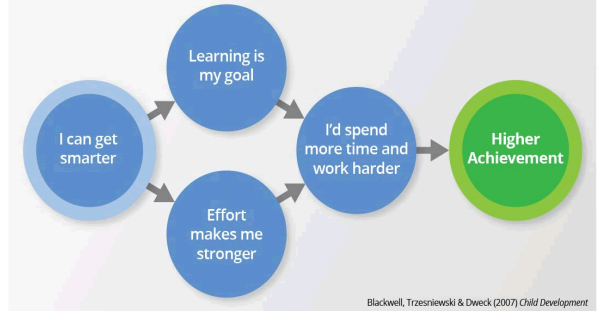 Learning is
my goal
I can get
smarter
I'd spend
more time and
work harder
Higher
Achievement
Effort
makes me
stronger
Blackwell, Trzesniewski & Dweck (2007) Child Development